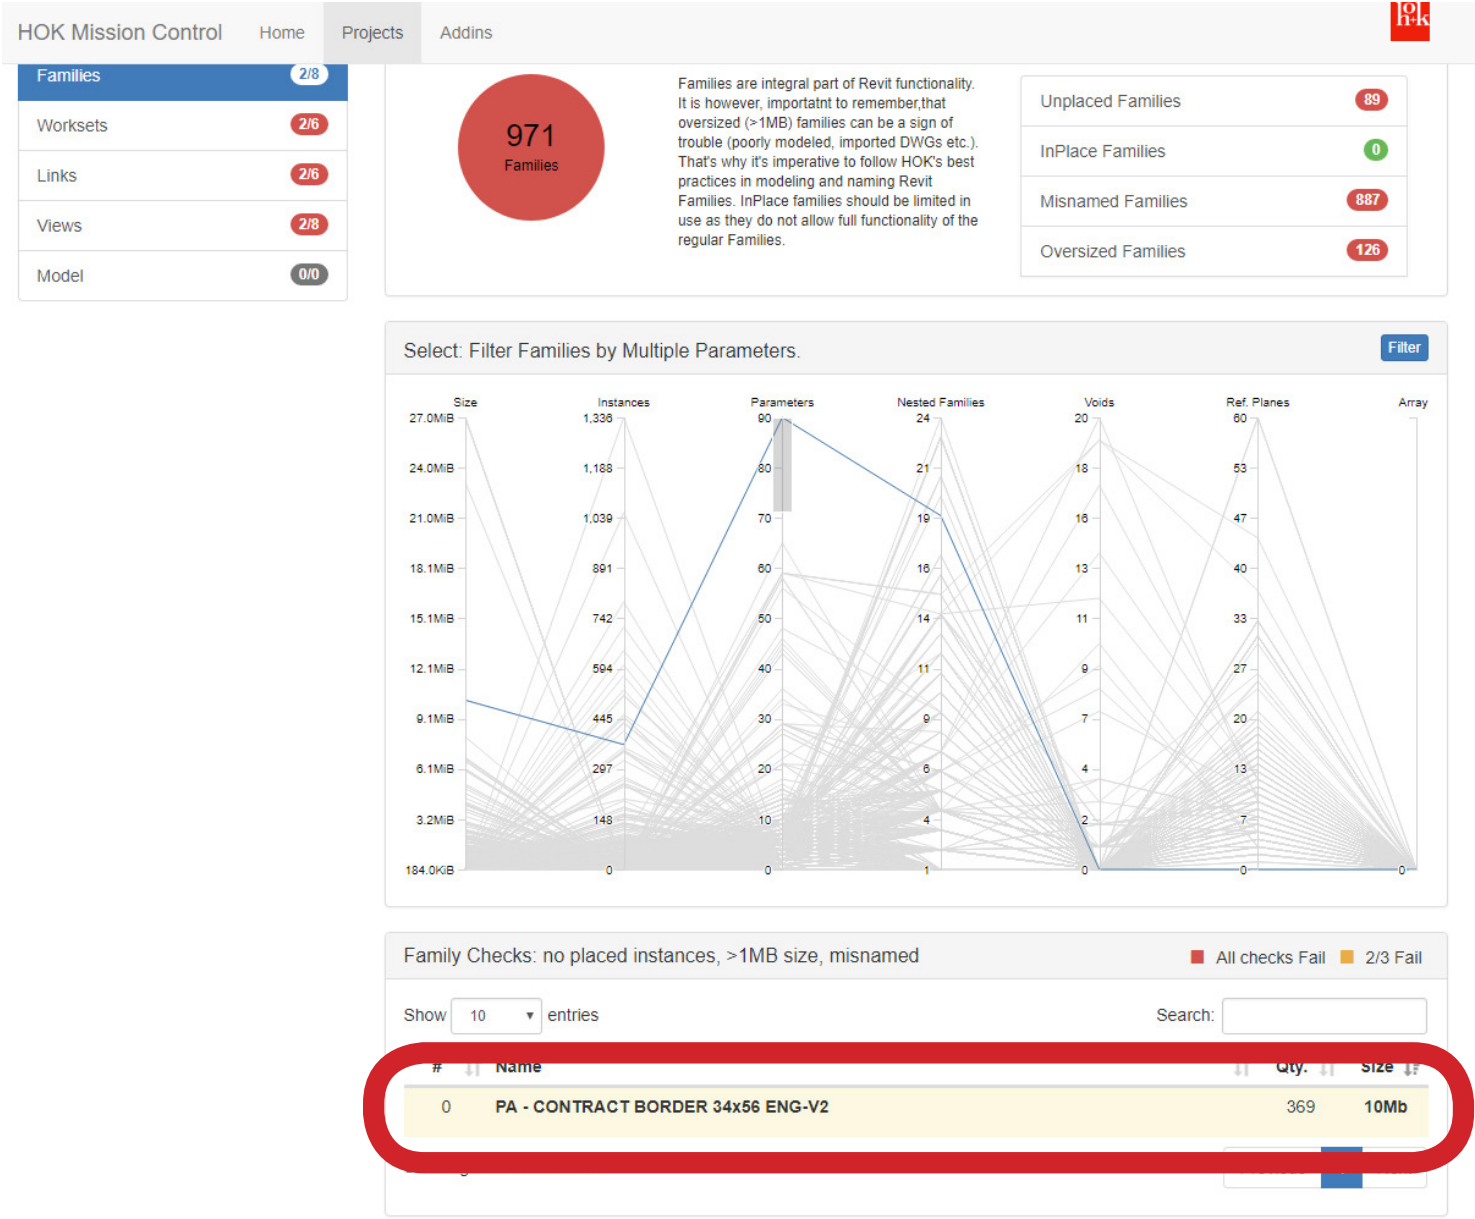 HOK Mission Control Home Projects Addins
hok
Families 2/8
Worksets 2/6
Links 2/6
Views 2/8
Model 0/0
971
Families
Families are integral part of Revit functionality.
It is however, importatnt to remember,that
oversized (>1MB) families can be a sign of
trouble (poorly modeled, imported DWGs etc.).
That's why it's imperative to follow HOK's best
practices in modeling and naming Revit
Families. InPlace families should be limited in
use as they do not allow full functionality of the
regular Families.
Unplaced Families 89
InPlace Families 0
Misnamed Families 887
Oversized Families 126
Select: Filter Families by Multiple Parameters. Filter
Size Instances Parameters Nested Families Voids Ref. Planes Array
27.0MiB 1,336 90 24 20 60
24.0MiB 1,188 80 21 18 53
21.0MiB 1,039 70 19 16 47
18.1MiB 891 60 16 13 40
15.1MiB 742 50 14 11 33
12.1MiB 594 40 11 9 27
9.1MiB 445 30 9 7 20
6.1MiB 297 20 6 4 13
3.2MiB 148 10 4 2 7
184.0KiB 0 0 1 0 0 0
Family Checks: no placed instances, >1MB size, misnamed All checks Fail 2/3 Fail
Show 10 entries Search:
# Name Qty. Size
0 PA - CONTRACT BORDER 34x56 ENG-V2 369 10Mb